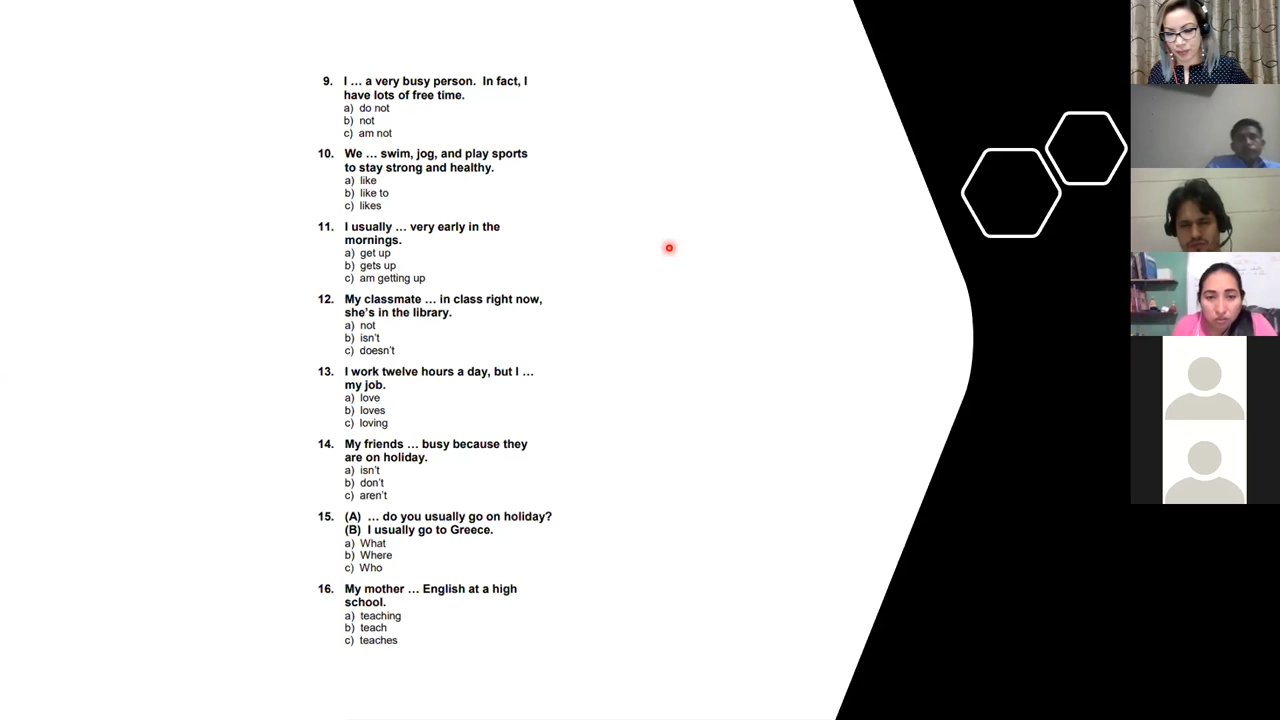 9. I … a very busy person. In fact, I
have lots of free time.
a) do not
b) not
c) am not
10. We … swim, jog, and play sports
to stay strong and healthy.
a) like
b) like to
c) likes
11. I usually … very early in the
mornings.
a) get up
b) gets up
c) am getting up
12. My classmate … in class right now,
she’s in the library.
a) not
b) isn’t
c) doesn’t
13. I work twelve hours a day, but I …
my job.
a) love
b) loves
c) loving
14. My friends … busy because they
are on holiday.
a) isn’t
b) don’t
c) aren’t
15. (A) … do you usually go on holiday?
(B) I usually go to Greece.
a) What
b) Where
c) Who
16. My mother … English at a high
school.
a) teaching
b) teach
c) teaches